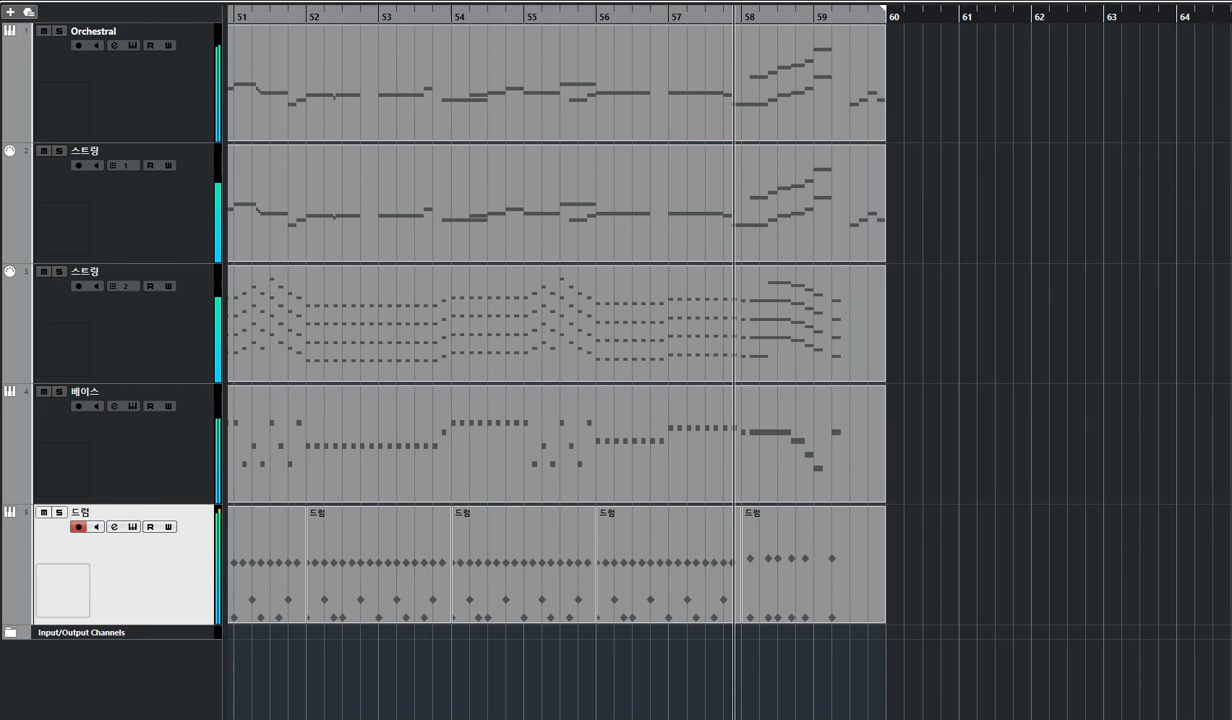 51 52 53 54 55 56 57 58 59 60 61 62 63 64
1 Orchestral
m S
R W
2 스트링
m S
1 R W
3 스트링
m S
2 R W
4 베이스
m S
R W
5 드럼
m S
R W
드럼 드럼 드럼 드럼
Input/Output Channels